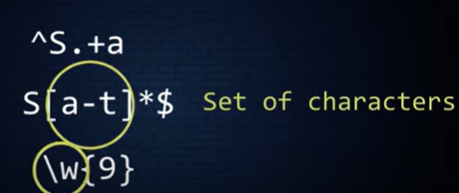 ^S.+a
S[a-t]*$ Set of characters
\w{9}